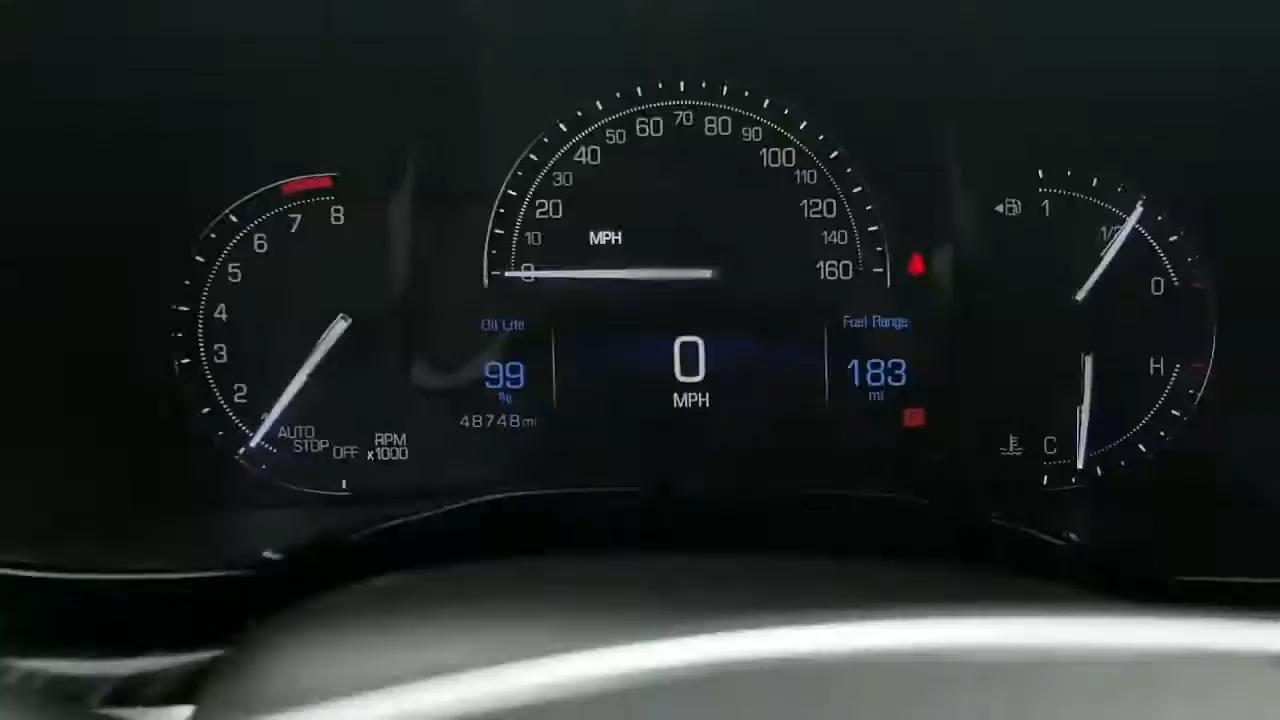 0
10
20
30
40
50
60
70
80
90
100
110
120
140
160
MPH
2
3
4
5
6
7
8
AUTO
STOP
OFF
RPM
x1000
1
1/2
0
H
C
Oil Life
99
%
48748 mi
0
MPH
Fuel Range
183
mi